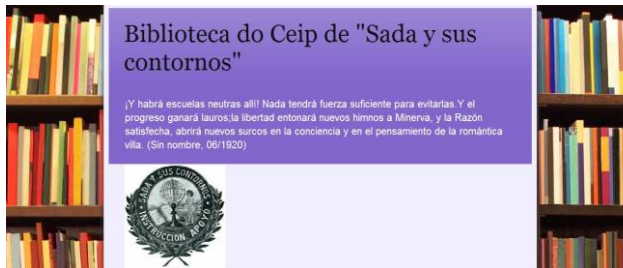 Biblioteca do Ceip de "Sada y sus
contornos"
¡Y habrá escuelas neutras allí! Nada tendrá fuerza suficiente para evitarlas.Y el
progreso ganará lauros;la libertad entonará nuevos himnos a Minerva, y la Razón
satisfecha, abrirá nuevos surcos en la conciencia y en el pensamiento de la romántica
villa. (Sin nombre, 06/1920)
SADA Y SUS CONTORNOS
INSTRUCCION APOYO